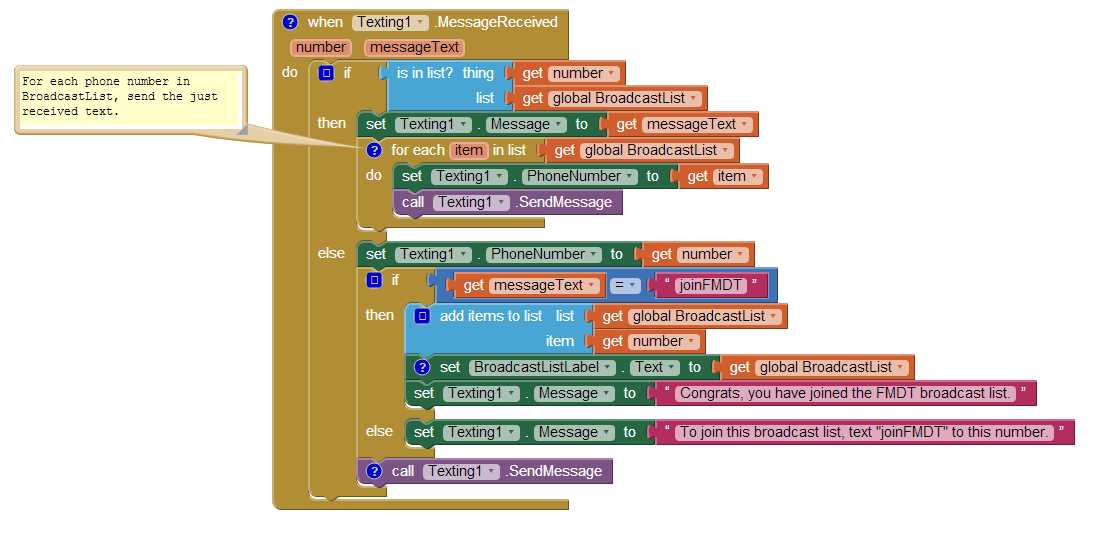 ? when Texting1 .MessageReceived
number messageText
do if is in list? thing get number
list get global BroadcastList
For each phone number in
BroadcastList, send the just
received text.
then set Texting1 . Message to get messageText
? for each item in list get global BroadcastList
do set Texting1 . PhoneNumber to get item
call Texting1 .SendMessage
else set Texting1 . PhoneNumber to get number
if get messageText = “ joinFMDT ”
then add items to list list get global BroadcastList
item get number
? set BroadcastListLabel . Text to get global BroadcastList
set Texting1 . Message to “ Congrats, you have joined the FMDT broadcast list. ”
else set Texting1 . Message to “ To join this broadcast list, text "joinFMDT" to this number. ”
? call Texting1 .SendMessage